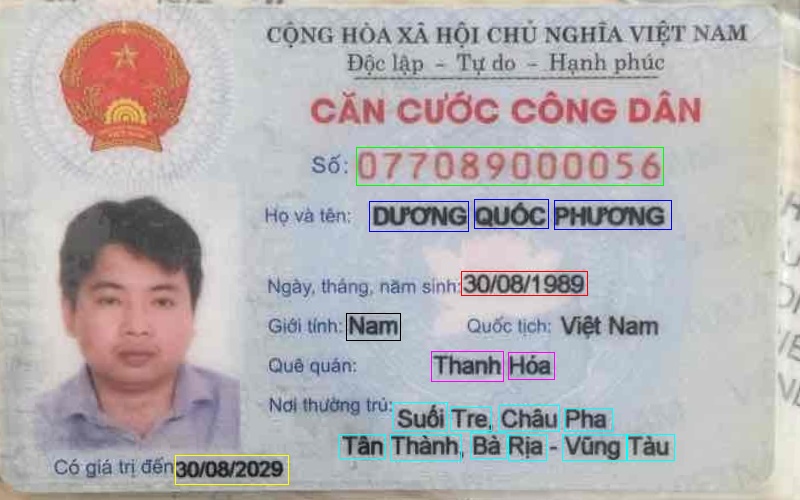 CỘNG HÒA XÃ HỘI CHỦ NGHĨA VIỆT NAM
Độc lập - Tự do - Hạnh phúc
CĂN CƯỚC CÔNG DÂN
Số: 077089000056
Họ và tên: DƯƠNG QUỐC PHƯƠNG
Ngày, tháng, năm sinh: 30/08/1989
Giới tính: Nam Quốc tịch: Việt Nam
Quê quán: Thanh Hóa
Nơi thường trú: Suối Tre, Châu Pha
Tân Thành, Bà Rịa - Vũng Tàu
Có giá trị đến 30/08/2029